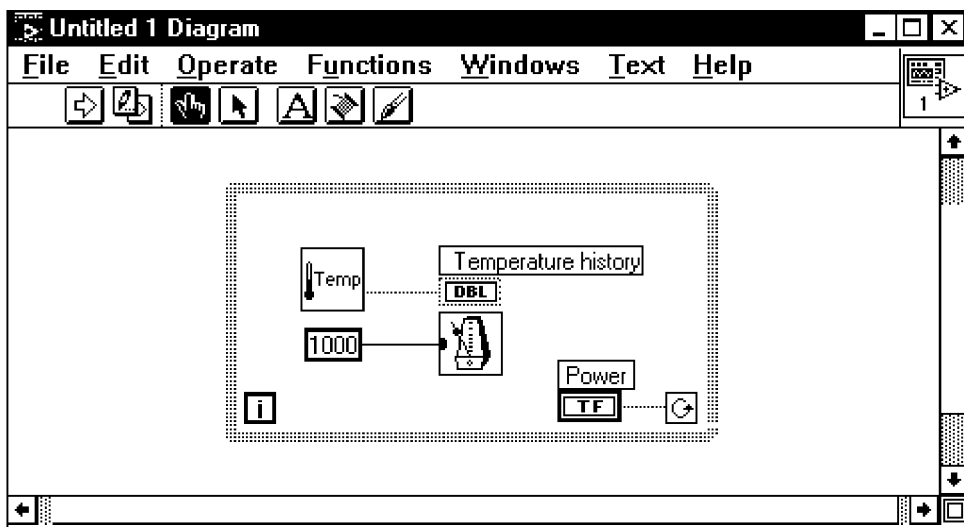 Untitled 1 Diagram
File Edit Operate Functions Windows Text Help
A
1
Temperature history
Temp
DBL
1000
Power
i
TF